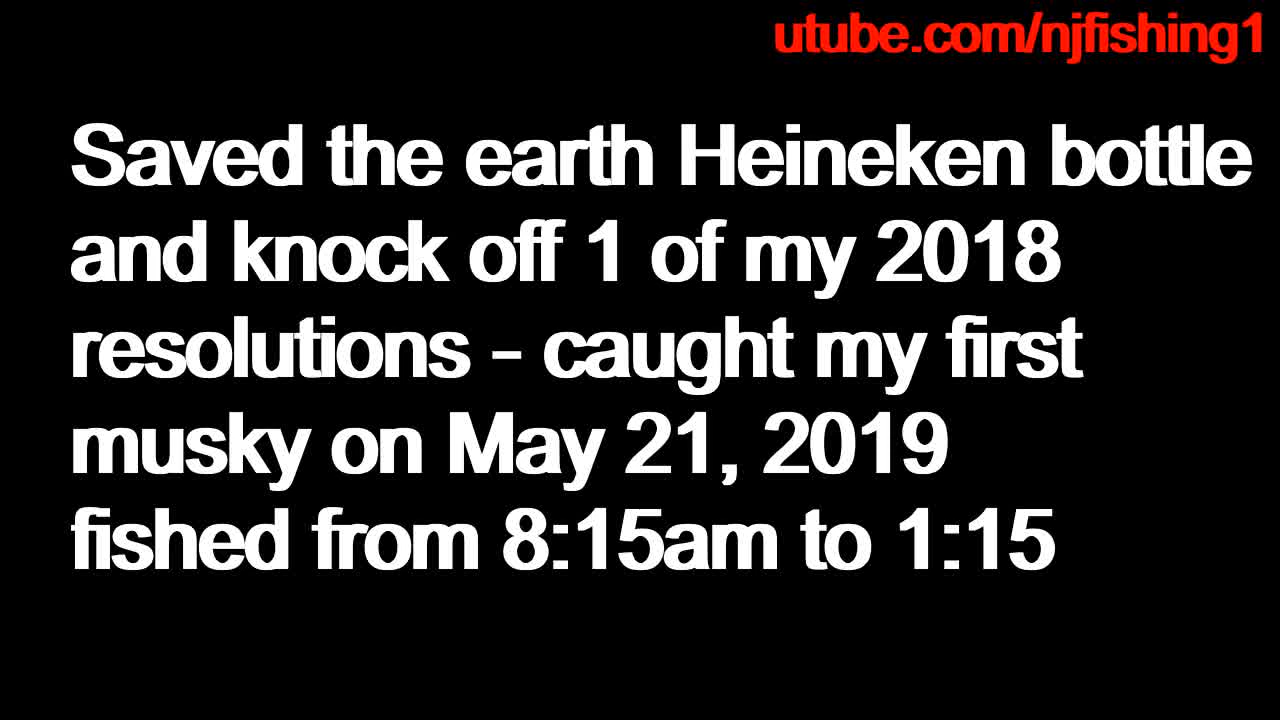 utube.com/njfishing1
Saved the earth Heineken bottle
and knock off 1 of my 2018
resolutions - caught my first
musky on May 21, 2019
fished from 8:15am to 1:15